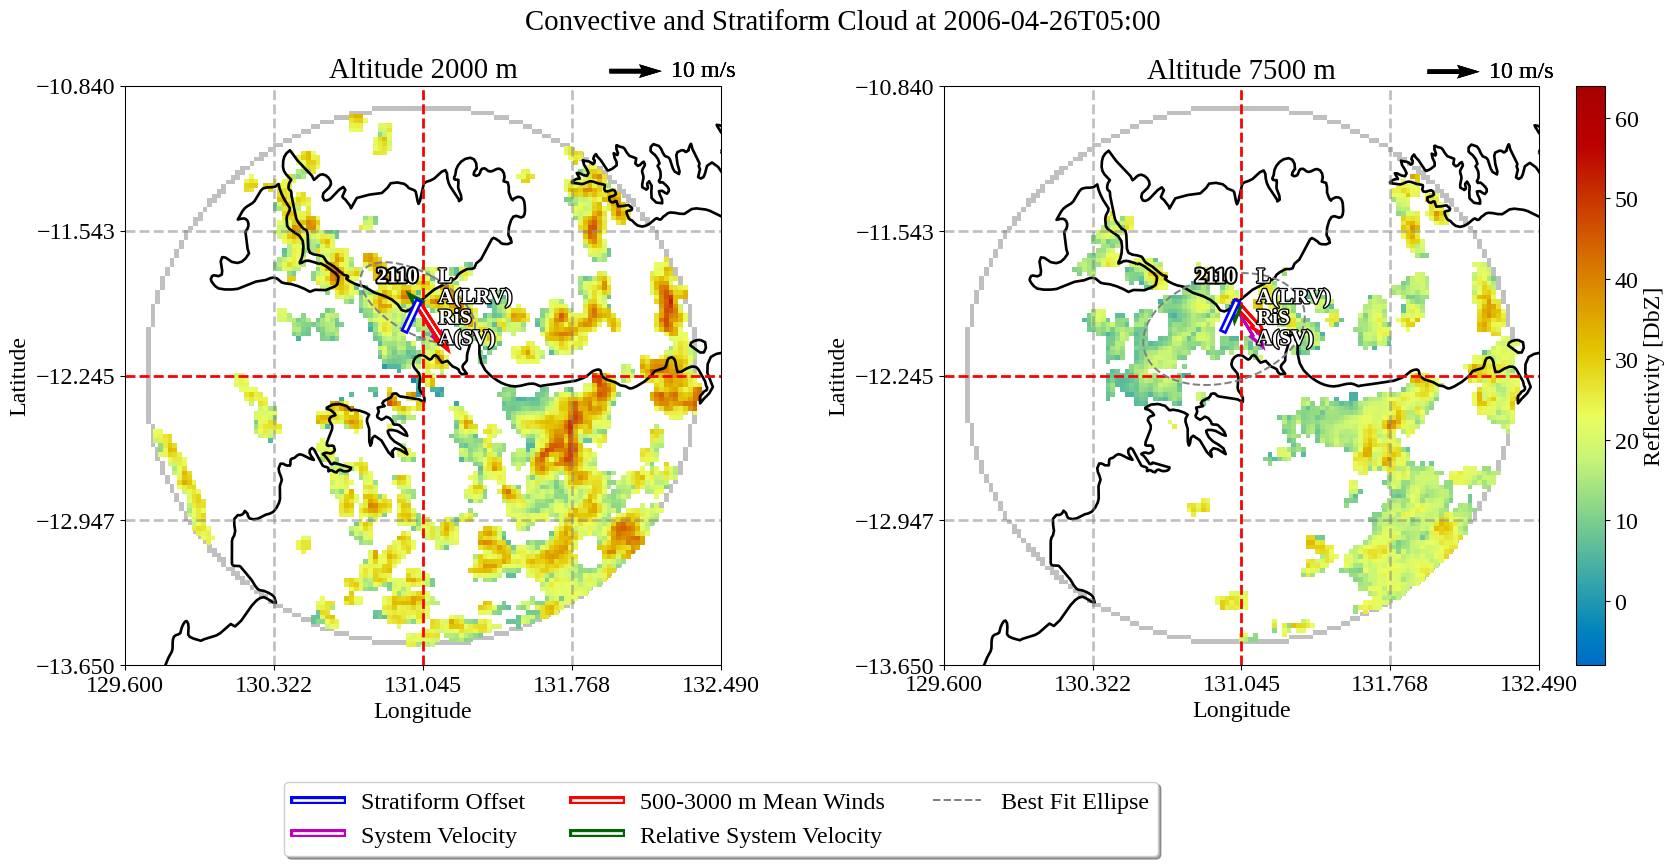 Convective and Stratiform Cloud at 2006-04-26T05:00
Altitude 2000 m
10 m/s
−10.840
−11.543
−12.245
−12.947
−13.650
Latitude
129.600
130.322
131.045
131.768
132.490
Longitude
2110
L
A(LRV)
RiS
A(SV)
Altitude 7500 m
10 m/s
−10.840
−11.543
−12.245
−12.947
−13.650
Latitude
129.600
130.322
131.045
131.768
132.490
Longitude
2110
L
A(LRV)
RiS
A(SV)
60
50
40
30
20
10
0
Reflectivity [DbZ]
Stratiform Offset
System Velocity
500-3000 m Mean Winds
Relative System Velocity
Best Fit Ellipse